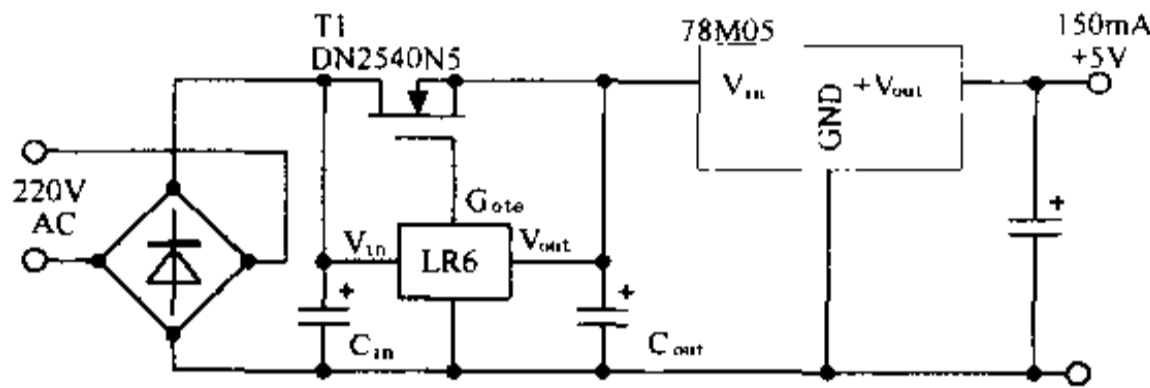 T1
DN2540N5
78M05
150mA
+5V
Vin
GND
+Vout
220V
AC
Gate
Vin
LR6
Vout
+
+
+
Cin
Cout